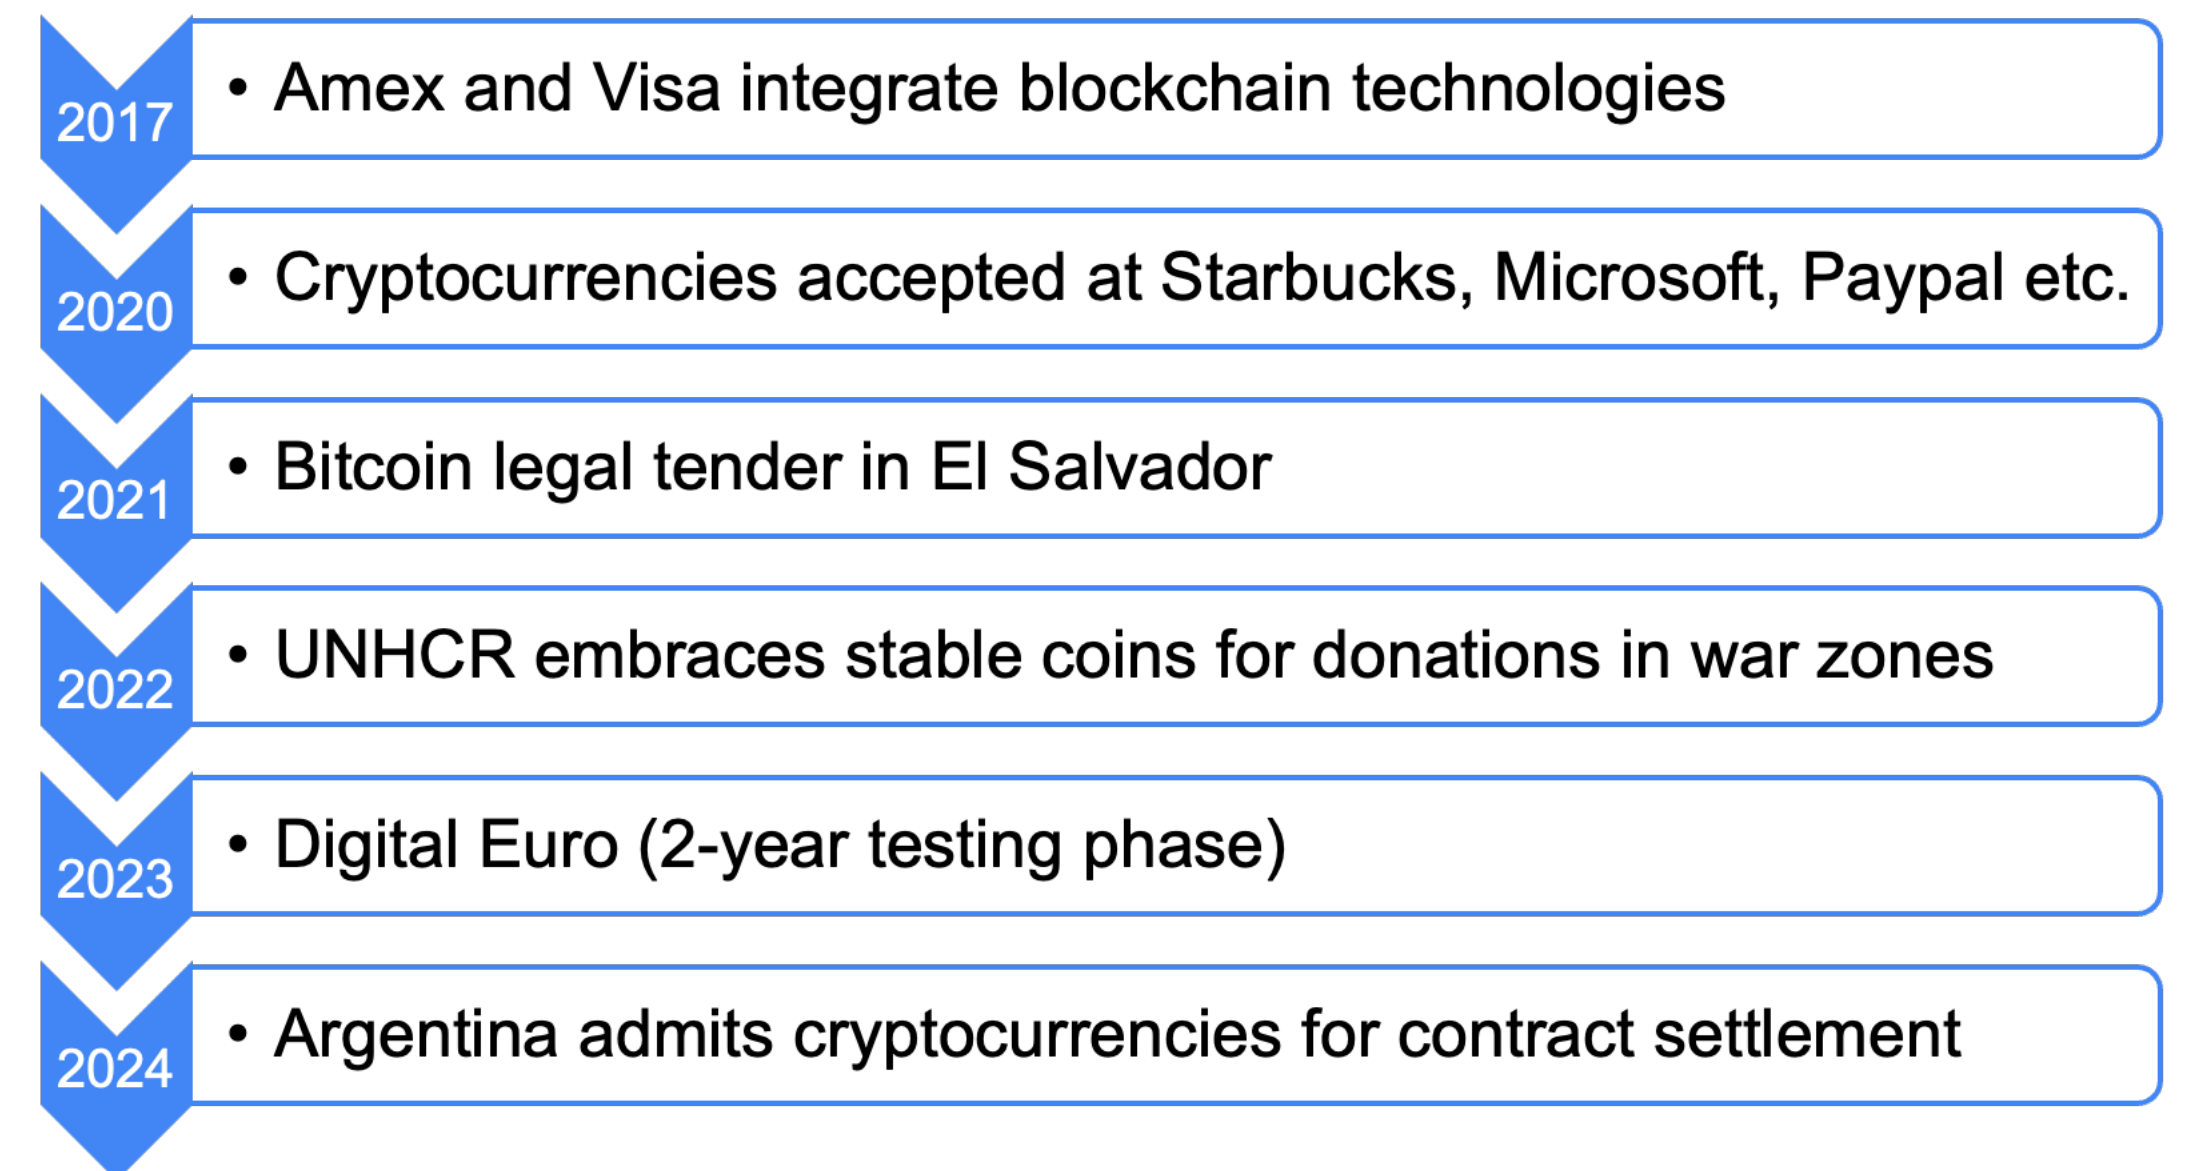 2017
• Amex and Visa integrate blockchain technologies
2020
• Cryptocurrencies accepted at Starbucks, Microsoft, Paypal etc.
2021
• Bitcoin legal tender in El Salvador
2022
• UNHCR embraces stable coins for donations in war zones
2023
• Digital Euro (2-year testing phase)
2024
• Argentina admits cryptocurrencies for contract settlement